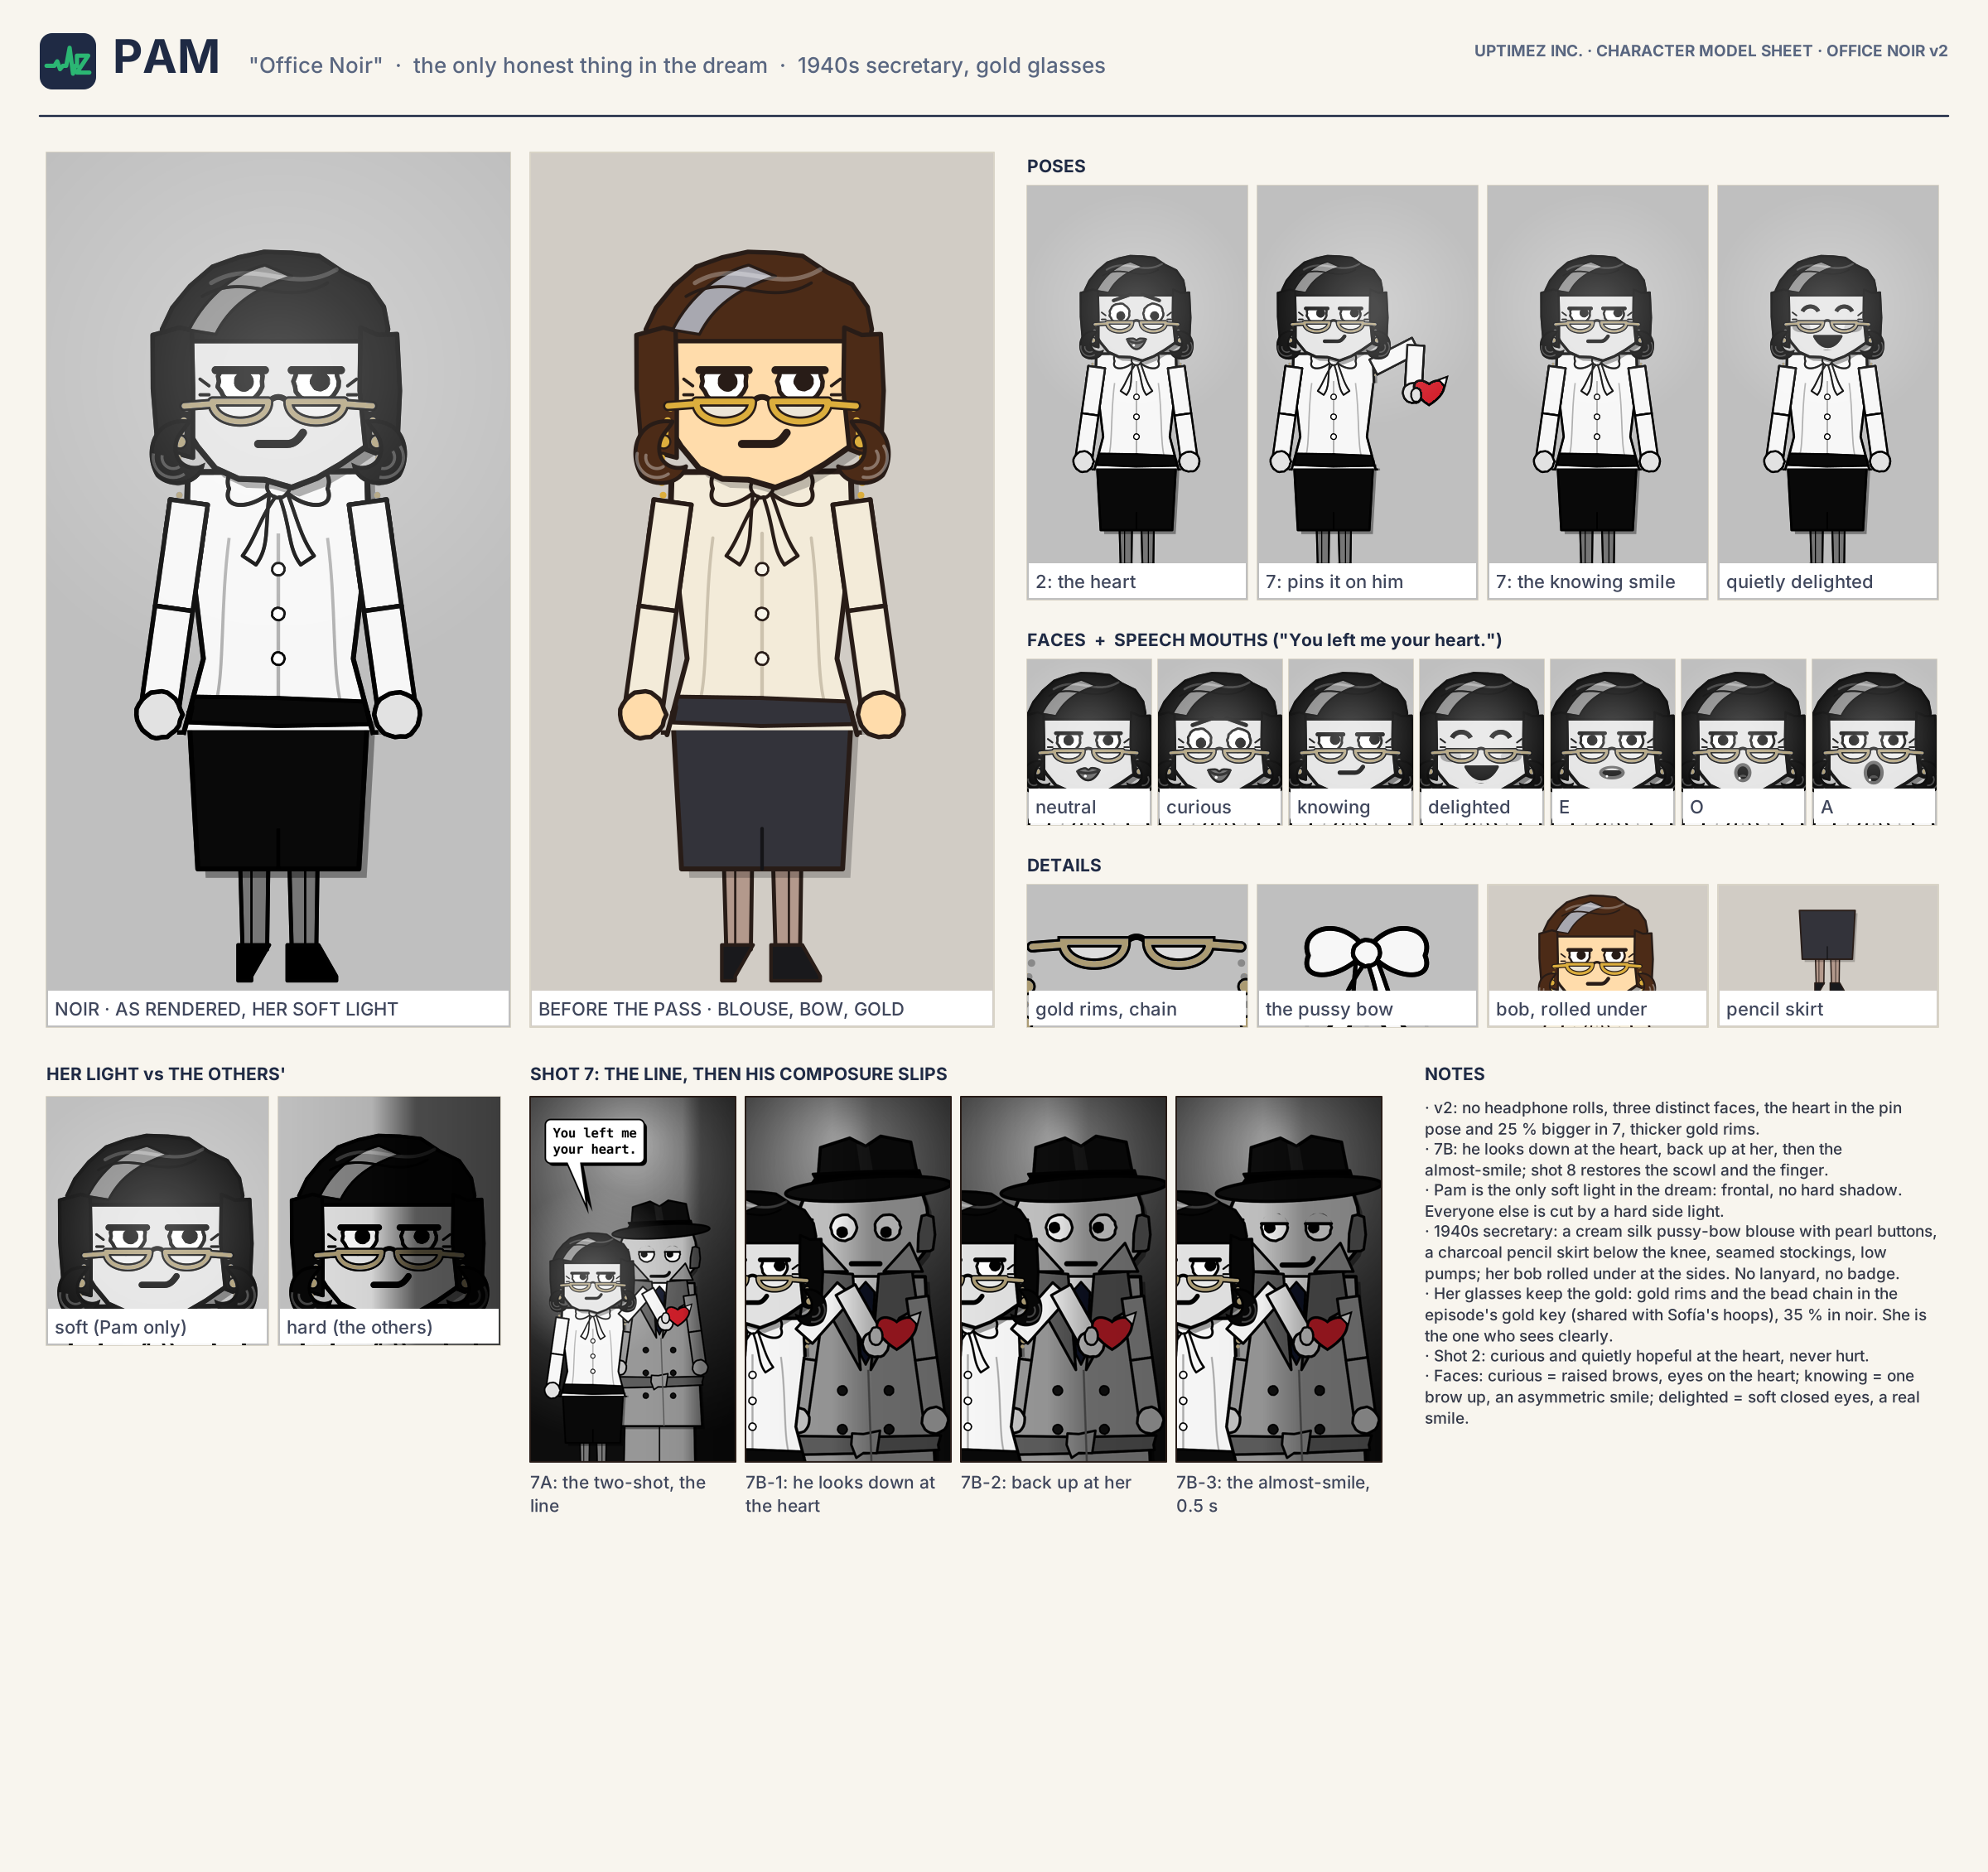 PAM
"Office Noir" · the only honest thing in the dream · 1940s secretary, gold glasses
UPTIMEZ INC. · CHARACTER MODEL SHEET · OFFICE NOIR v2
NOIR · AS RENDERED, HER SOFT LIGHT
BEFORE THE PASS · BLOUSE, BOW, GOLD
POSES
2: the heart
7: pins it on him
7: the knowing smile
quietly delighted
FACES + SPEECH MOUTHS ("You left me your heart.")
neutral
curious
knowing
delighted
E
O
A
DETAILS
gold rims, chain
the pussy bow
bob, rolled under
pencil skirt
HER LIGHT vs THE OTHERS'
soft (Pam only)
hard (the others)
SHOT 7: THE LINE, THEN HIS COMPOSURE SLIPS
You left me
your heart.
7A: the two-shot, the
line
7B-1: he looks down at
the heart
7B-2: back up at her
7B-3: the almost-smile,
0.5 s
NOTES
· v2: no headphone rolls, three distinct faces, the heart in the pin
pose and 25 % bigger in 7, thicker gold rims.
· 7B: he looks down at the heart, back up at her, then the
almost-smile; shot 8 restores the scowl and the finger.
· Pam is the only soft light in the dream: frontal, no hard shadow.
Everyone else is cut by a hard side light.
· 1940s secretary: a cream silk pussy-bow blouse with pearl buttons,
a charcoal pencil skirt below the knee, seamed stockings, low
pumps; her bob rolled under at the sides. No lanyard, no badge.
· Her glasses keep the gold: gold rims and the bead chain in the
episode's gold key (shared with Sofía's hoops), 35 % in noir. She is
the one who sees clearly.
· Shot 2: curious and quietly hopeful at the heart, never hurt.
· Faces: curious = raised brows, eyes on the heart; knowing = one
brow up, an asymmetric smile; delighted = soft closed eyes, a real
smile.